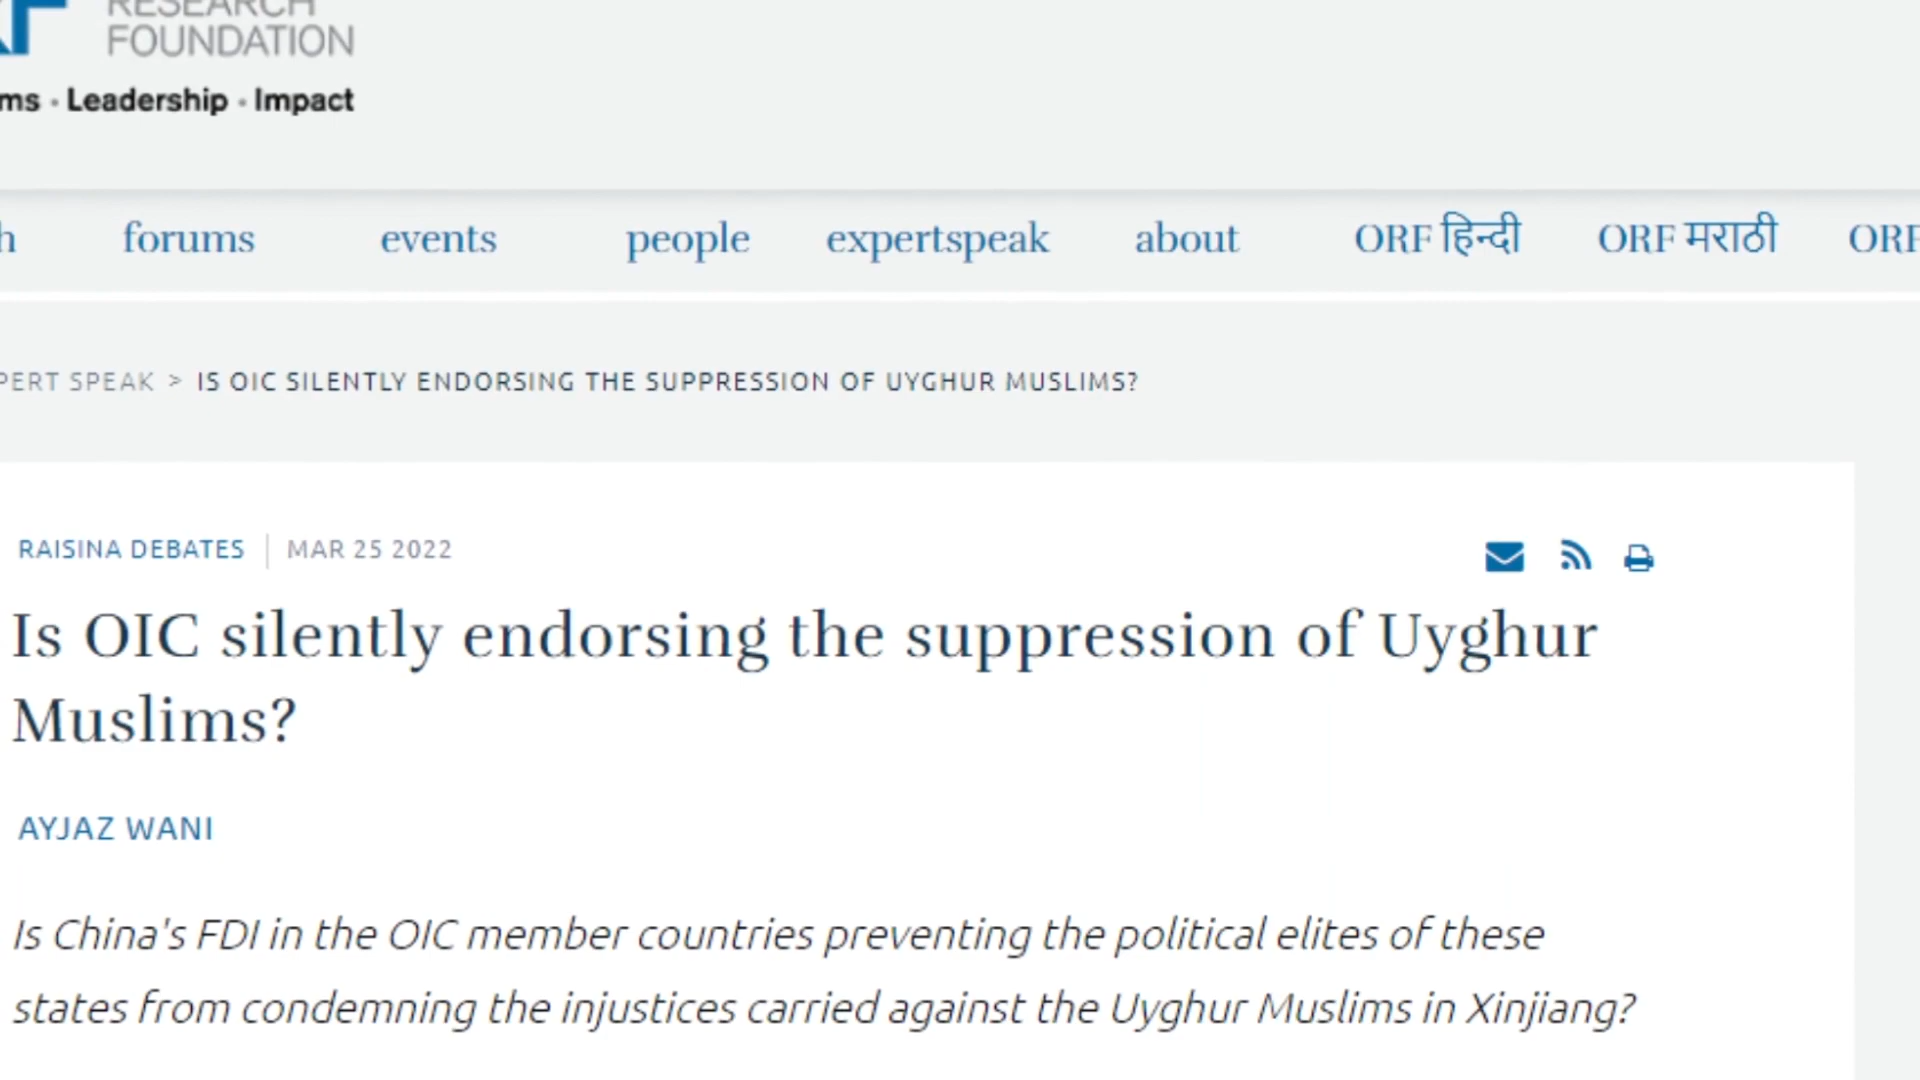 RESEARCH
FOUNDATION
ms • Leadership • Impact
h forums events people expertspeak about ORF हिन्दी ORF मराठी ORF
PERT SPEAK > IS OIC SILENTLY ENDORSING THE SUPPRESSION OF UYGHUR MUSLIMS?
RAISINA DEBATES | MAR 25 2022
Is OIC silently endorsing the suppression of Uyghur
Muslims?
AYJAZ WANI
Is China's FDI in the OIC member countries preventing the political elites of these
states from condemning the injustices carried against the Uyghur Muslims in Xinjiang?